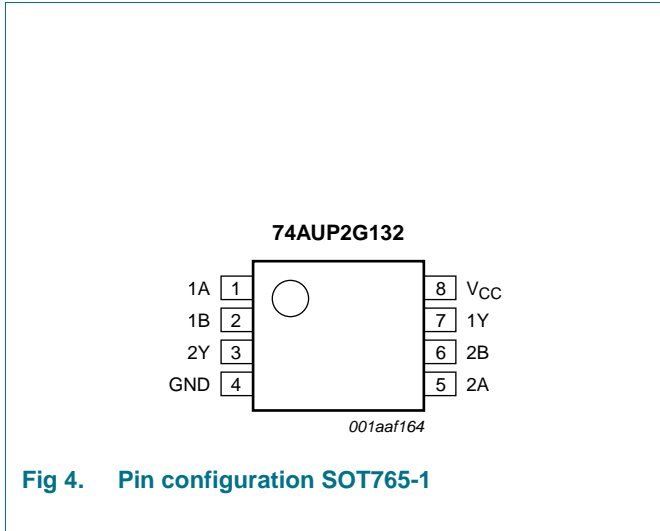 74AUP2G132
1A 1 8 VCC
1B 2 7 1Y
2Y 3 6 2B
GND 4 5 2A
001aaf164
Fig 4. Pin configuration SOT765-1